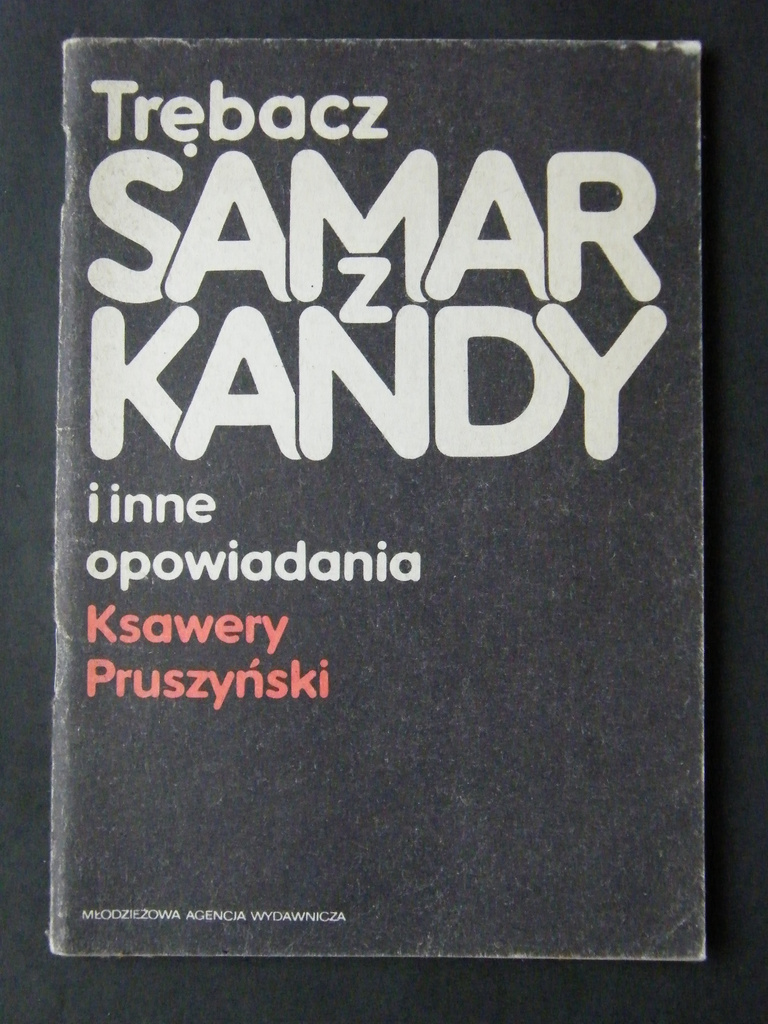 Trębacz
SAMAR
z
KANDY
i inne
opowiadania
Ksawery
Pruszyński
MŁODZIEŻOWA AGENCJA WYDAWNICZA